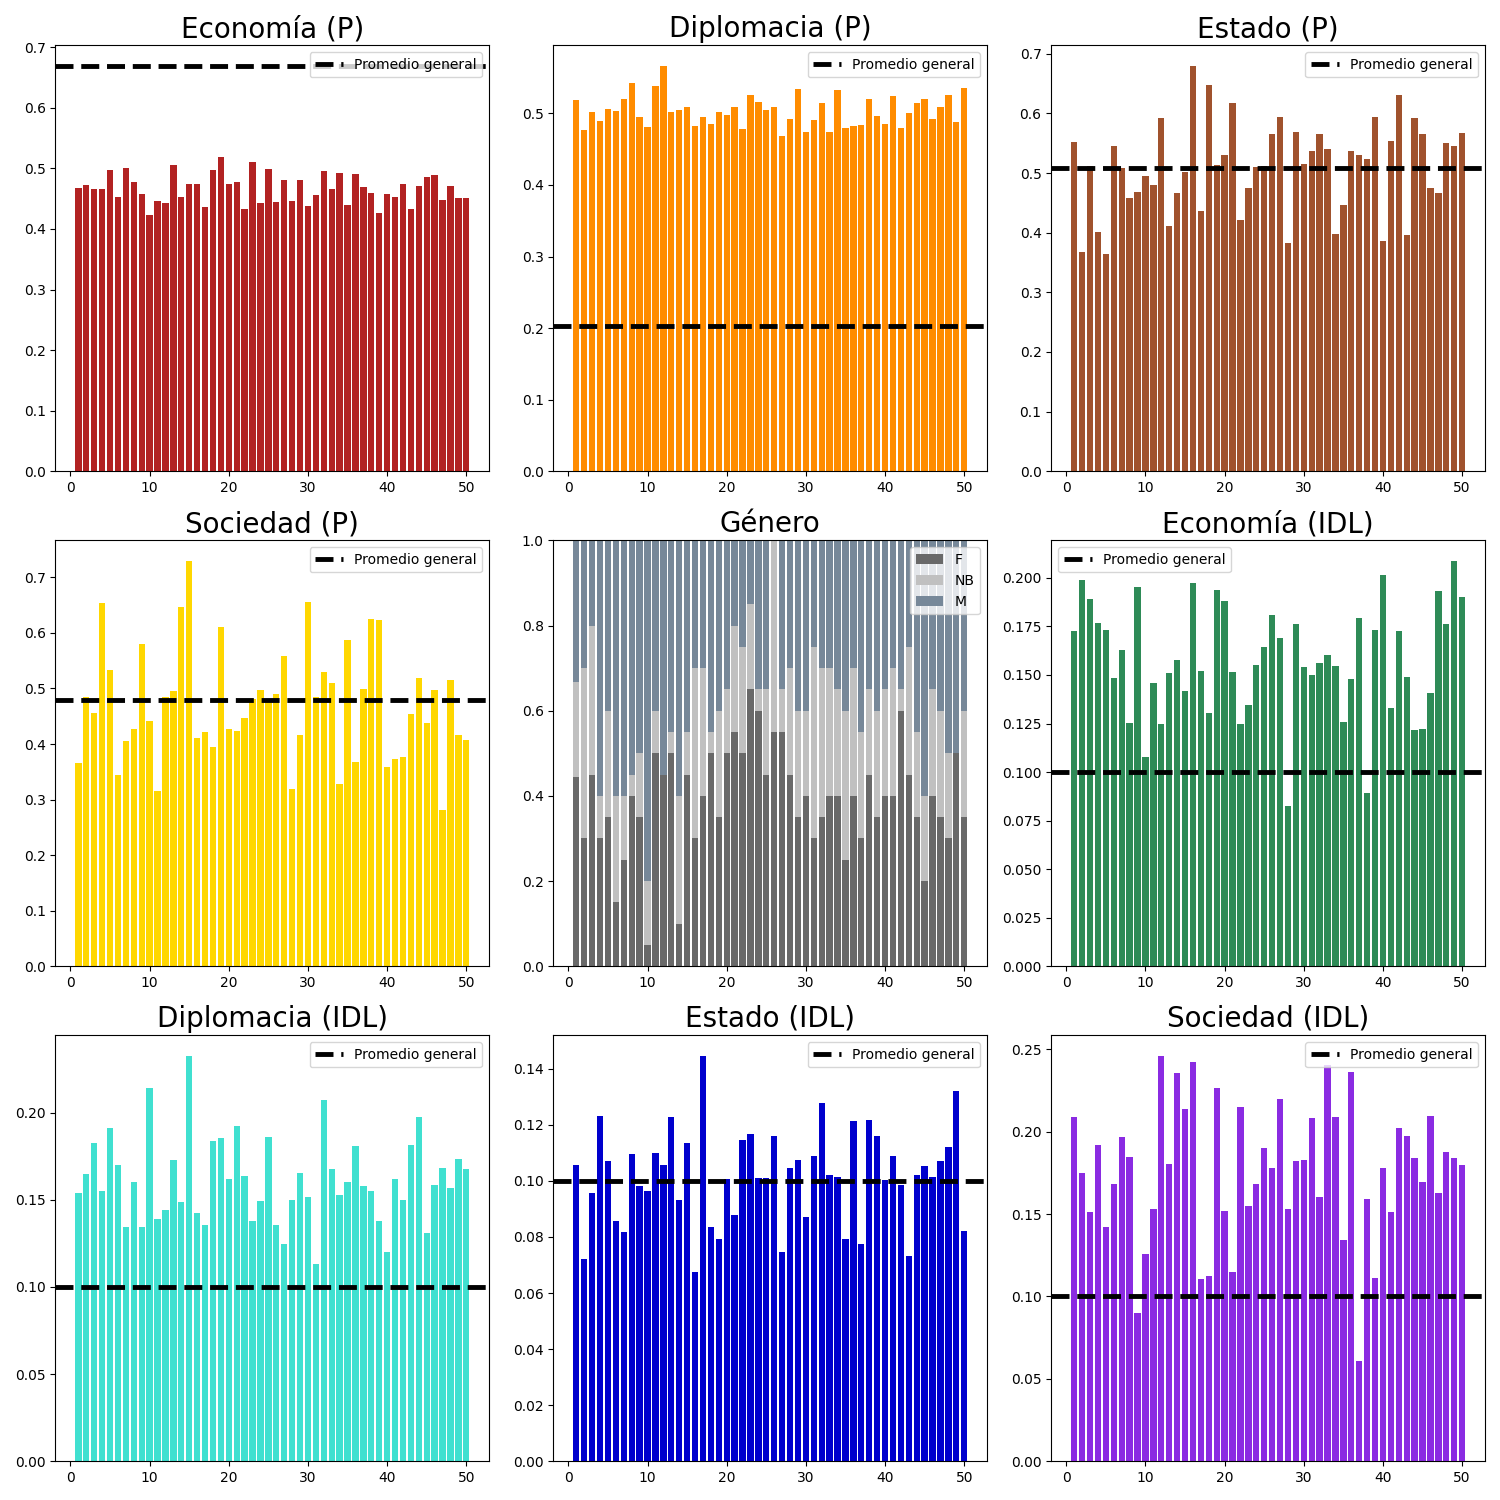 Economía (P)
Promedio general
0.7
0.6
0.5
0.4
0.3
0.2
0.1
0.0
0 10 20 30 40 50
Diplomacia (P)
Promedio general
0.5
0.4
0.3
0.2
0.1
0.0
0 10 20 30 40 50
Estado (P)
Promedio general
0.7
0.6
0.5
0.4
0.3
0.2
0.1
0.0
0 10 20 30 40 50
Sociedad (P)
Promedio general
0.7
0.6
0.5
0.4
0.3
0.2
0.1
0.0
0 10 20 30 40 50
Género
F
NB
M
1.0
0.8
0.6
0.4
0.2
0.0
0 10 20 30 40 50
Economía (IDL)
Promedio general
0.200
0.175
0.150
0.125
0.100
0.075
0.050
0.025
0.000
0 10 20 30 40 50
Diplomacia (IDL)
Promedio general
0.20
0.15
0.10
0.05
0.00
0 10 20 30 40 50
Estado (IDL)
Promedio general
0.14
0.12
0.10
0.08
0.06
0.04
0.02
0.00
0 10 20 30 40 50
Sociedad (IDL)
Promedio general
0.25
0.20
0.15
0.10
0.05
0.00
0 10 20 30 40 50